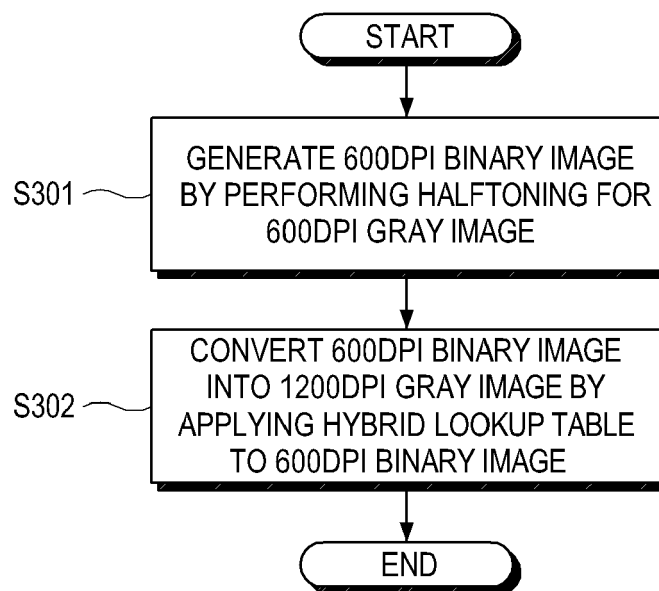 START
S301
GENERATE 600DPI BINARY IMAGE
BY PERFORMING HALFTONING FOR
600DPI GRAY IMAGE
S302
CONVERT 600DPI BINARY IMAGE
INTO 1200DPI GRAY IMAGE BY
APPLYING HYBRID LOOKUP TABLE
TO 600DPI BINARY IMAGE
END